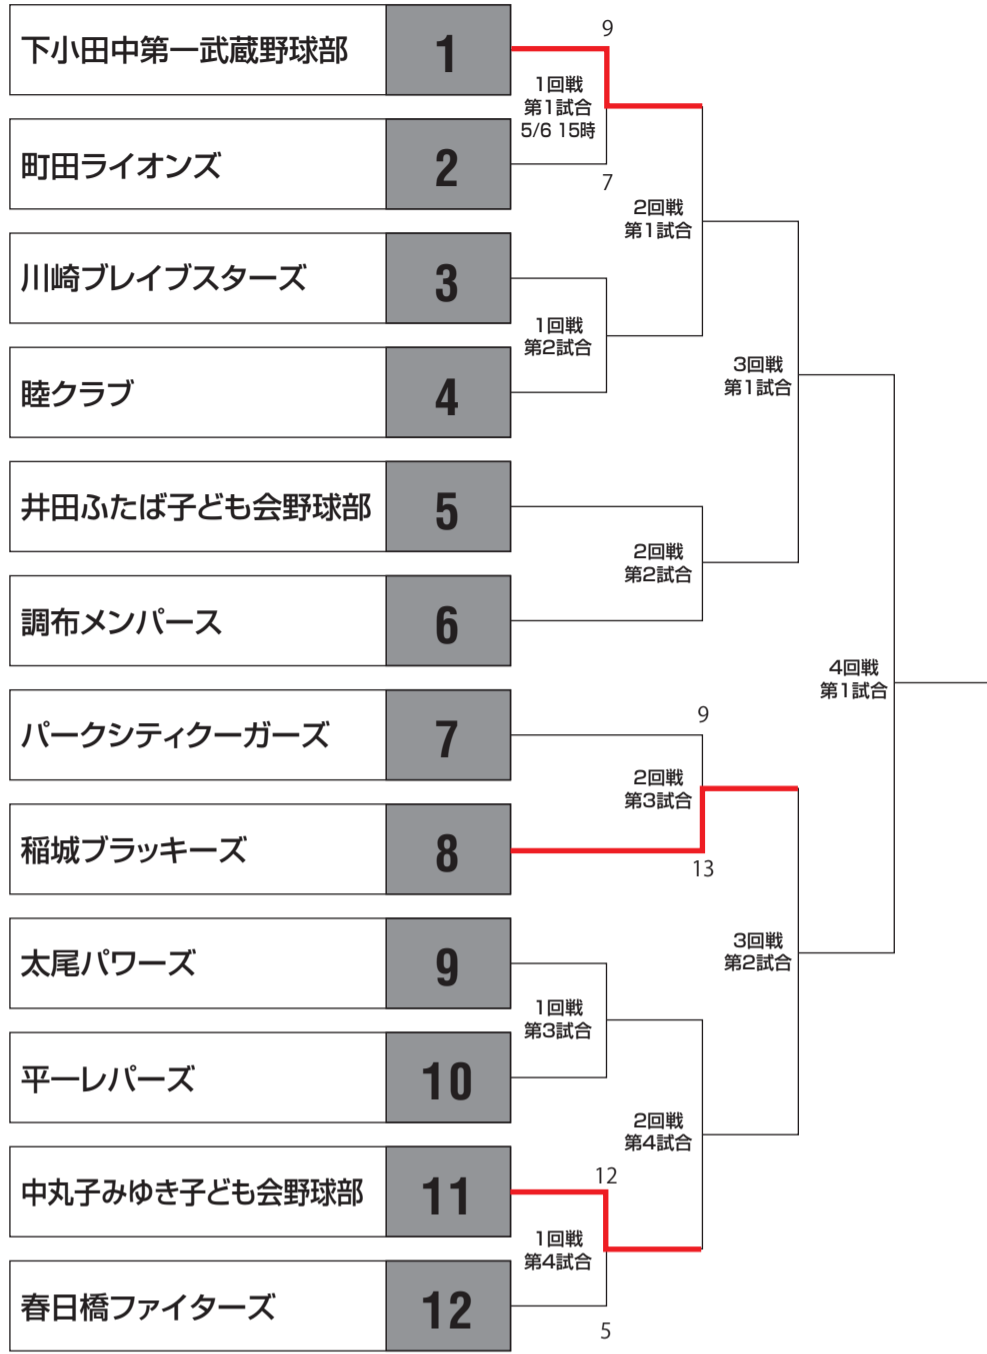 下小田中第一武蔵野球部
1
町田ライオンズ
2
川崎ブレイブスターズ
3
睦クラブ
4
井田ふたば子ども会野球部
5
調布メンパース
6
パークシティクーガーズ
7
稲城ブラッキーズ
8
太尾パワーズ
9
平一レパーズ
10
中丸子みゆき子ども会野球部
11
春日橋ファイターズ
12
9
1回戦
第1試合
5/6 15時
7
1回戦
第2試合
1回戦
第3試合
12
1回戦
第4試合
5
2回戦
第1試合
2回戦
第2試合
9
2回戦
第3試合
13
2回戦
第4試合
3回戦
第1試合
3回戦
第2試合
4回戦
第1試合